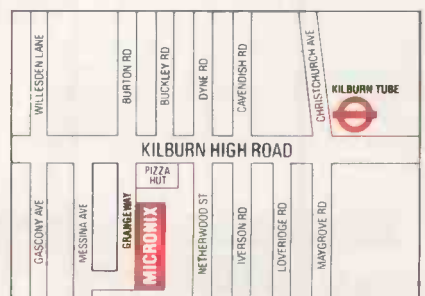 WILLESDEN LANE
BURTON RD
BUCKLEY RD
DYNE RD
CAVENDISH RD
CHRISTCHURCH AVE
KILBURN TUBE
KILBURN HIGH ROAD
PIZZA
HUT
GASCONY AVE
MESSINA AVE
GRANGEWAY
MICRONIX
NETHERWOOD ST
IVERSON RD
LOVERIDGE RD
MAYGROVE RD